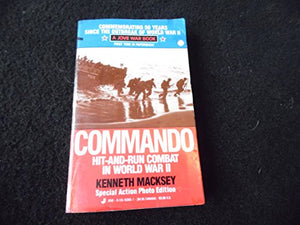 COMMEMORATING 50 YEARS
SINCE THE OUTBREAK OF WORLD WAR II
A JOVE WAR BOOK
FIRST TIME IN PAPERBACK!
COMMANDO
HIT-AND-RUN COMBAT
IN WORLD WAR II
KENNETH MACKSEY
Special Action Photo Edition